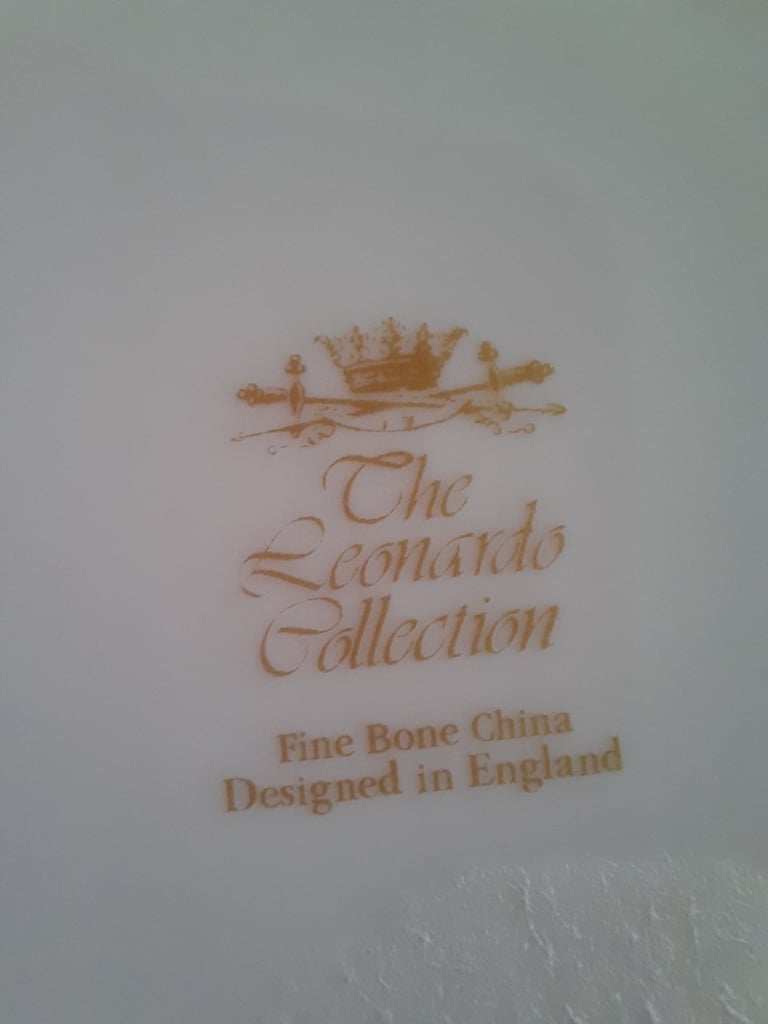 The
Leonardo
Collection
Fine Bone China
Designed in England